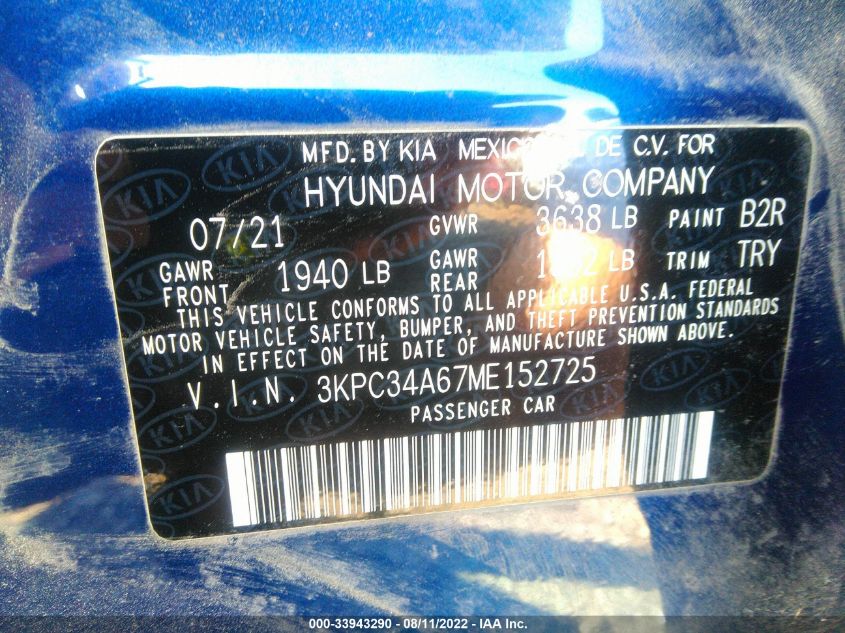 MFD. BY KIA MEXICO DE C.V. FOR
HYUNDAI MOTOR COMPANY
07/21 GVWR 3638 LB PAINT B2R
GAWR FRONT 1940 LB GAWR REAR LB TRIM TRY
THIS VEHICLE CONFORMS TO ALL APPLICABLE U.S.A. FEDERAL
MOTOR VEHICLE SAFETY, BUMPER, AND THEFT PREVENTION STANDARDS
IN EFFECT ON THE DATE OF MANUFACTURE SHOWN ABOVE.
V.I.N. 3KPC34A67ME152725
PASSENGER CAR
000-33943290 - 08/11/2022 - IAA Inc.